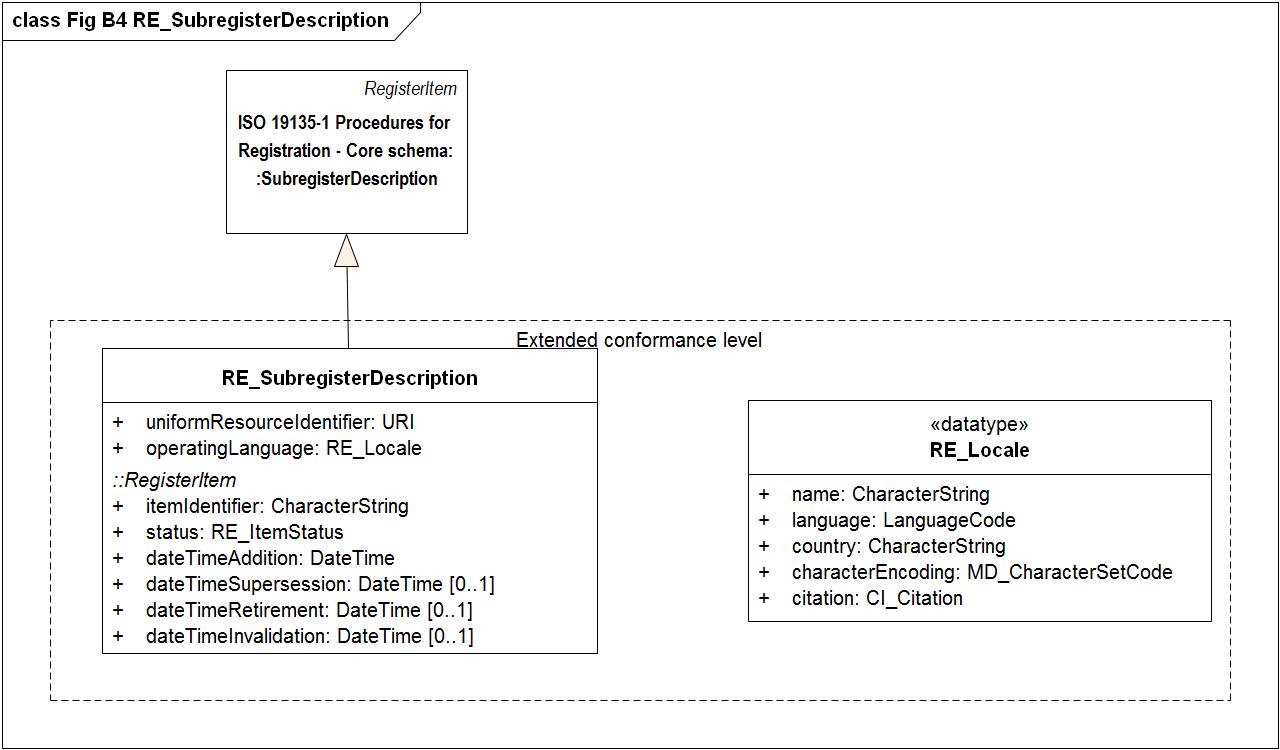 class Fig B4 RE_SubregisterDescription
RegisterItem
ISO 19135-1 Procedures for
Registration - Core schema:
:SubregisterDescription
Extended conformance level
RE_SubregisterDescription
+ uniformResourceIdentifier: URI
+ operatingLanguage: RE_Locale
::RegisterItem
+ itemIdentifier: CharacterString
+ status: RE_ItemStatus
+ dateTimeAddition: DateTime
+ dateTimeSupersession: DateTime [0..1]
+ dateTimeRetirement: DateTime [0..1]
+ dateTimeInvalidation: DateTime [0..1]
«datatype»
RE_Locale
+ name: CharacterString
+ language: LanguageCode
+ country: CharacterString
+ characterEncoding: MD_CharacterSetCode
+ citation: CI_Citation